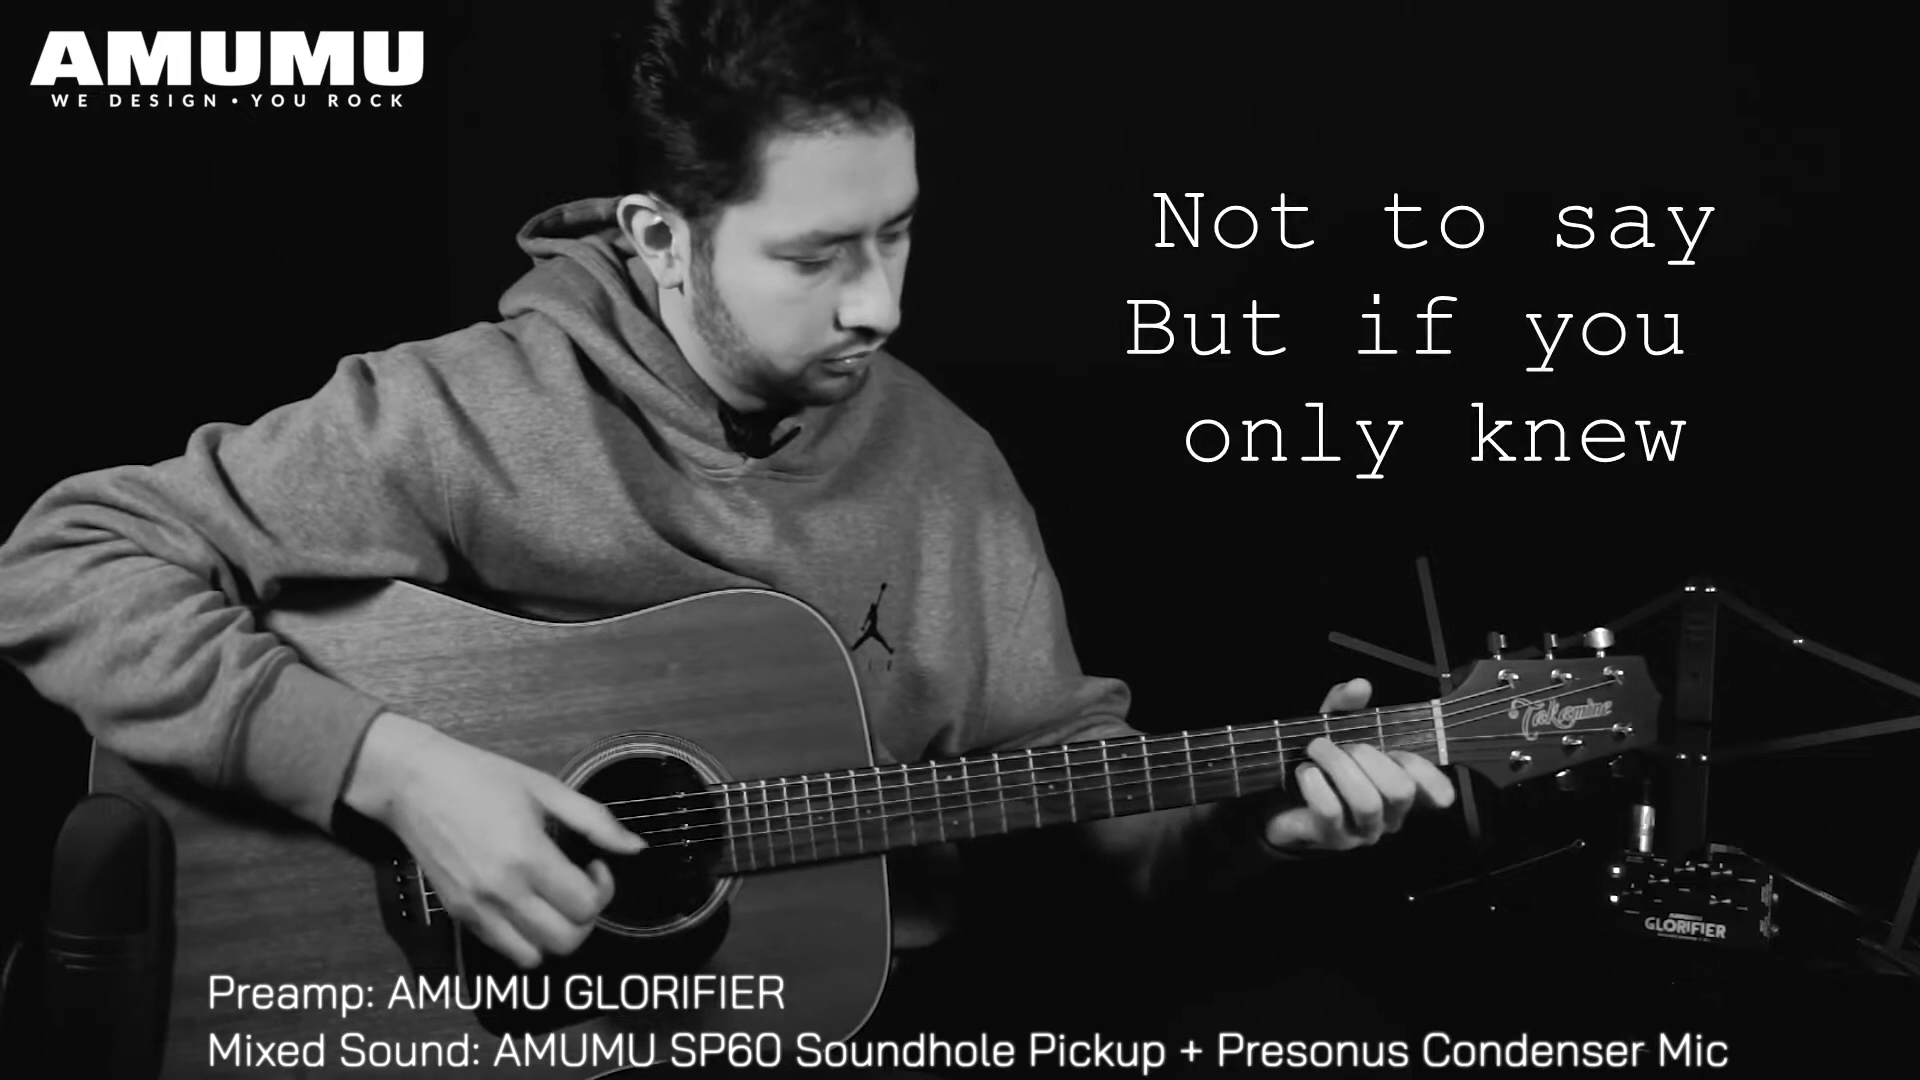 AMUMU
WE DESIGN • YOU ROCK
Not to say
But if you
only knew
Takamine
GLORIFIER
Preamp: AMUMU GLORIFIER
Mixed Sound: AMUMU SP60 Soundhole Pickup + Presonus Condenser Mic